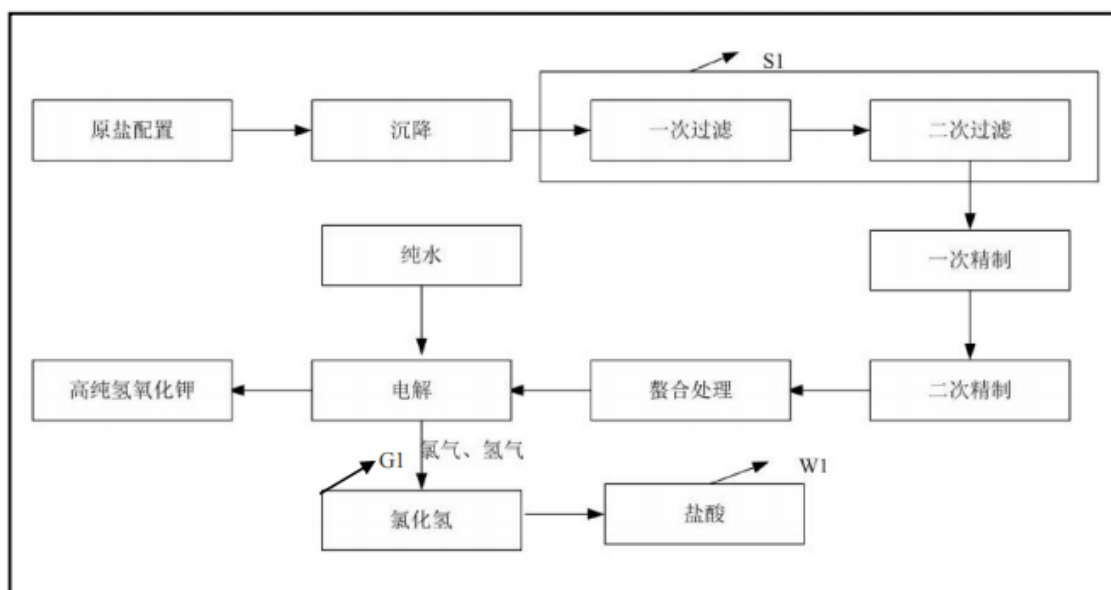 S1
原盐配置
沉降
一次过滤
二次过滤
纯水
一次精制
高纯氢氧化钾
电解
螯合处理
二次精制
氯气、氢气
G1
W1
氯化氢
盐酸